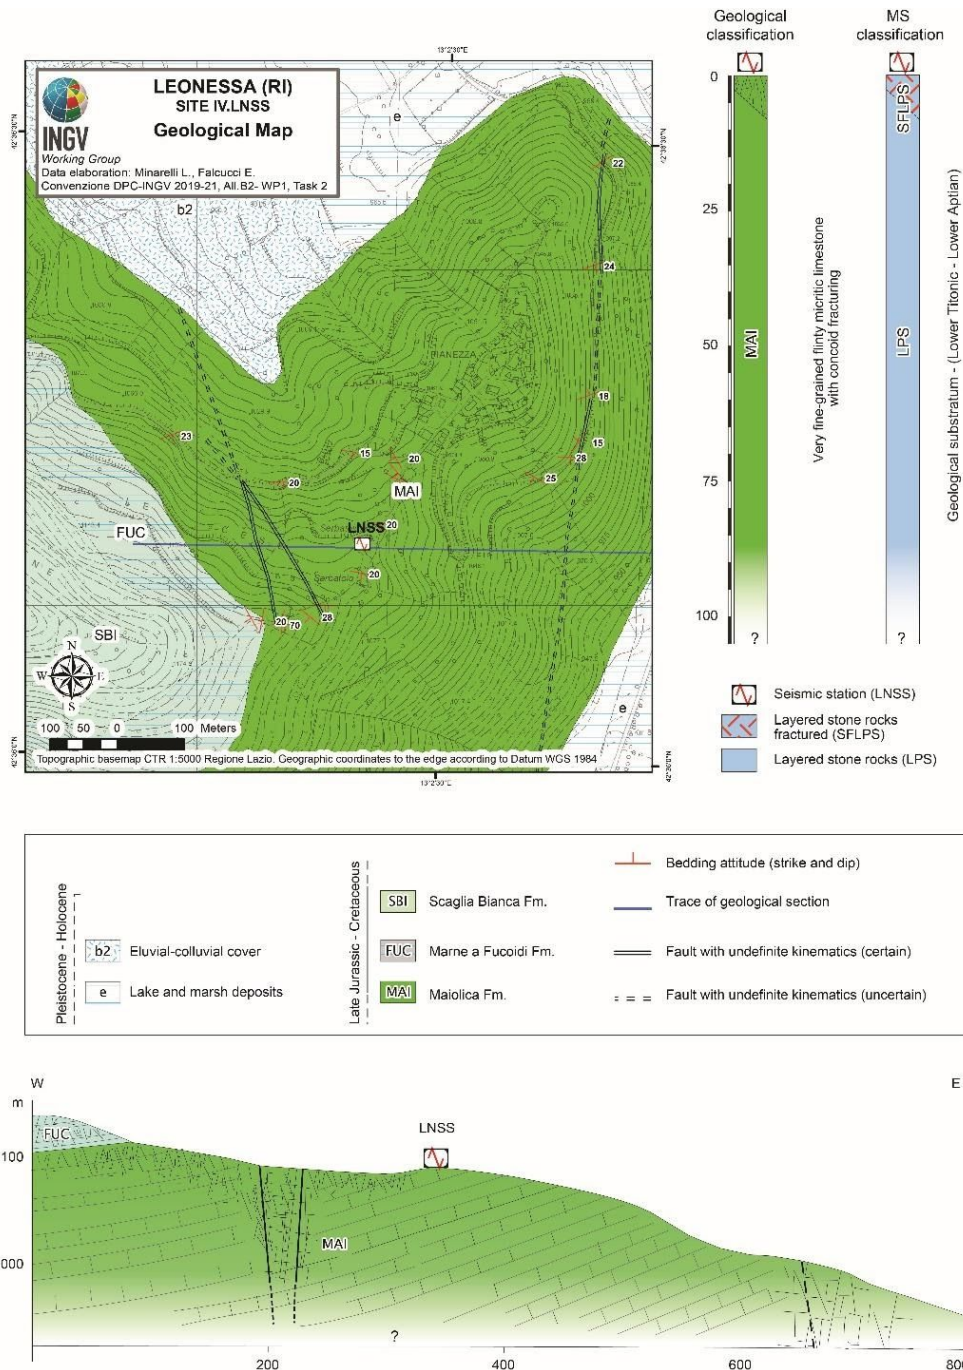 Geological
classification
MS
classification
13°2'30"E
LEONESSA (RI)
SITE IV.LNSS
Geological Map
INGV
Working Group
Data elaboration: Minarelli L., Falcucci E.
Convenzione DPC-INGV 2019-21, All.B2- WP1, Task 2
e
b2
22
24
PIANEZZA
18
15
28
25
23
15
20
20
MAI
20
LNSS
FUC
20
20
70
28
SBI
N
W
E
S
e
100 50 0 100 Meters
Topographic basemap CTR 1:5000 Regione Lazio. Geographic coordinates to the edge according to Datum WGS 1984
13°2'30"E
0
25
50
75
100
MAI
?
Very fine-grained flinty micritic limestone
with concoid fracturing
SFLPS
LPS
?
Geological substratum - (Lower Titonic - Lower Aptian)
Seismic station (LNSS)
Layered stone rocks
fractured (SFLPS)
Layered stone rocks (LPS)
Pleistocene - Holocene
b2 Eluvial-colluvial cover
e Lake and marsh deposits
Late Jurassic - Cretaceous
SBI Scaglia Bianca Fm.
FUC Marne a Fucoidi Fm.
MAI Maiolica Fm.
Bedding attitude (strike and dip)
Trace of geological section
Fault with undefinite kinematics (certain)
Fault with undefinite kinematics (uncertain)
W
E
m
FUC
LNSS
100
MAI
000
?
200
400
600
800